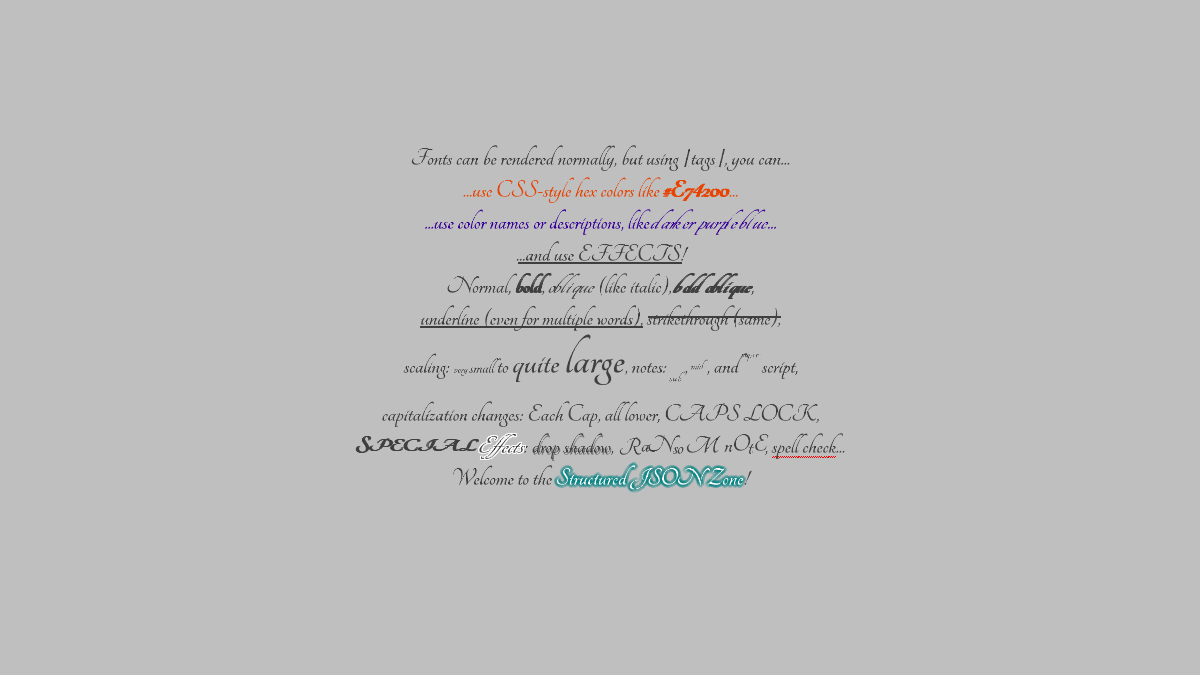 Fonts can be rendered normally, but using |tags|, you can...
...use CSS-style hex colors like #E74200...
...use color names or descriptions, like darker purple blue...
...and use EFFECTS!
Normal, bold, oblique (like italic), bold oblique,
underline (even for multiple words), strikethrough (same),
scaling: very small to quite large, notes: sub, mid, and super script,
capitalization changes: Each Cap, all lower, CAPS LOCK,
SPECIAL Effects: drop shadow, RaNsoM nOtE, spell check...
Welcome to the Structured JSON Zone!